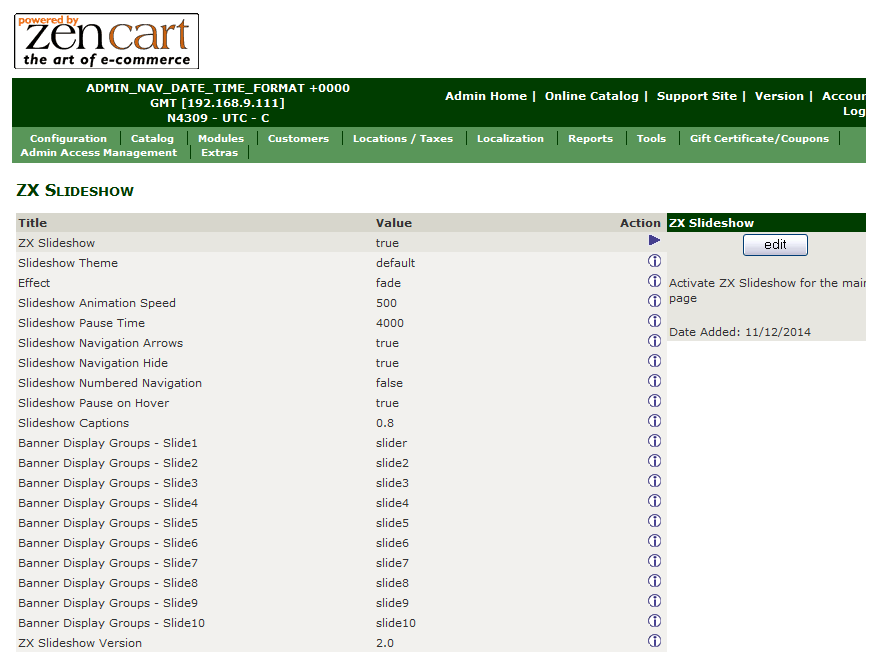 powered by
zen cart
the art of e-commerce
ADMIN_NAV_DATE_TIME_FORMAT +0000
GMT [192.168.9.111]
N4309 - UTC - C
Admin Home | Online Catalog | Support Site | Version | Accour
Log
Configuration | Catalog | Modules | Customers | Locations / Taxes | Localization | Reports | Tools | Gift Certificate/Coupons |
Admin Access Management | Extras |
ZX Slideshow
Title Value Action
ZX Slideshow true
Slideshow Theme default
Effect fade
Slideshow Animation Speed 500
Slideshow Pause Time 4000
Slideshow Navigation Arrows true
Slideshow Navigation Hide true
Slideshow Numbered Navigation false
Slideshow Pause on Hover true
Slideshow Captions 0.8
Banner Display Groups - Slide1 slider
Banner Display Groups - Slide2 slide2
Banner Display Groups - Slide3 slide3
Banner Display Groups - Slide4 slide4
Banner Display Groups - Slide5 slide5
Banner Display Groups - Slide6 slide6
Banner Display Groups - Slide7 slide7
Banner Display Groups - Slide8 slide8
Banner Display Groups - Slide9 slide9
Banner Display Groups - Slide10 slide10
ZX Slideshow Version 2.0
ZX Slideshow
edit
Activate ZX Slideshow for the main
page
Date Added: 11/12/2014